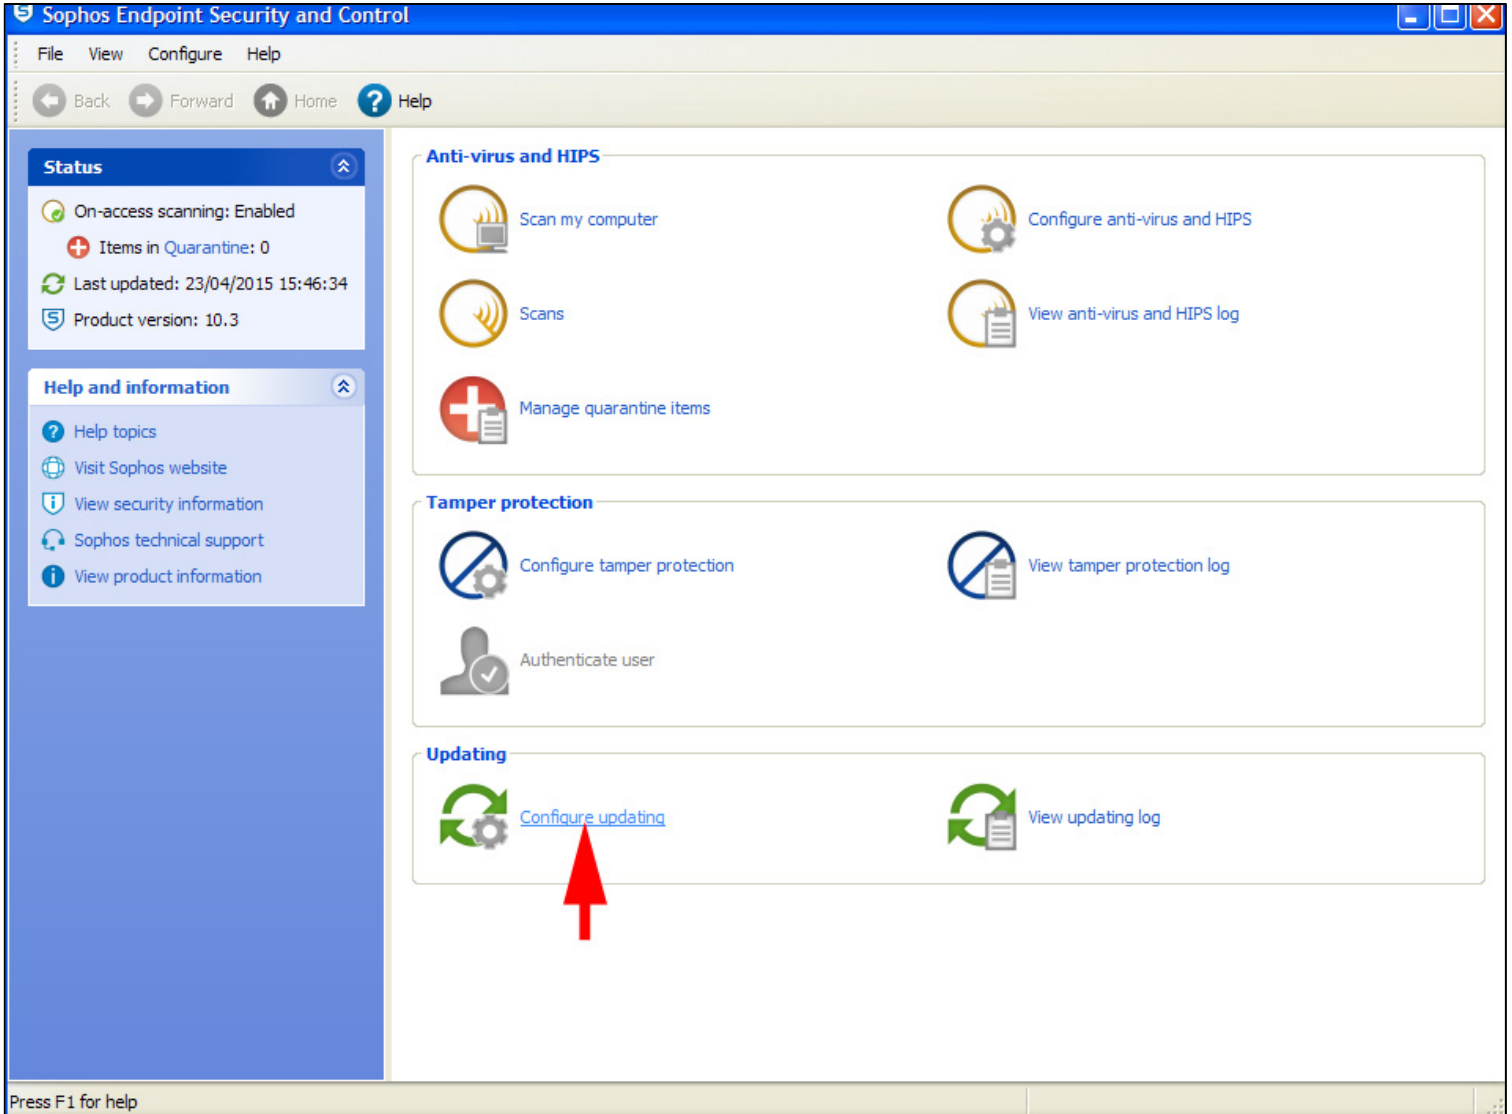 Sophos Endpoint Security and Control
File View Configure Help
Back Forward Home Help
Status
On-access scanning: Enabled
Items in Quarantine: 0
Last updated: 23/04/2015 15:46:34
Product version: 10.3
Help and information
Help topics
Visit Sophos website
View security information
Sophos technical support
View product information
Anti-virus and HIPS
Scan my computer
Configure anti-virus and HIPS
Scans
View anti-virus and HIPS log
Manage quarantine items
Tamper protection
Configure tamper protection
View tamper protection log
Authenticate user
Updating
Configure updating
View updating log
Press F1 for help